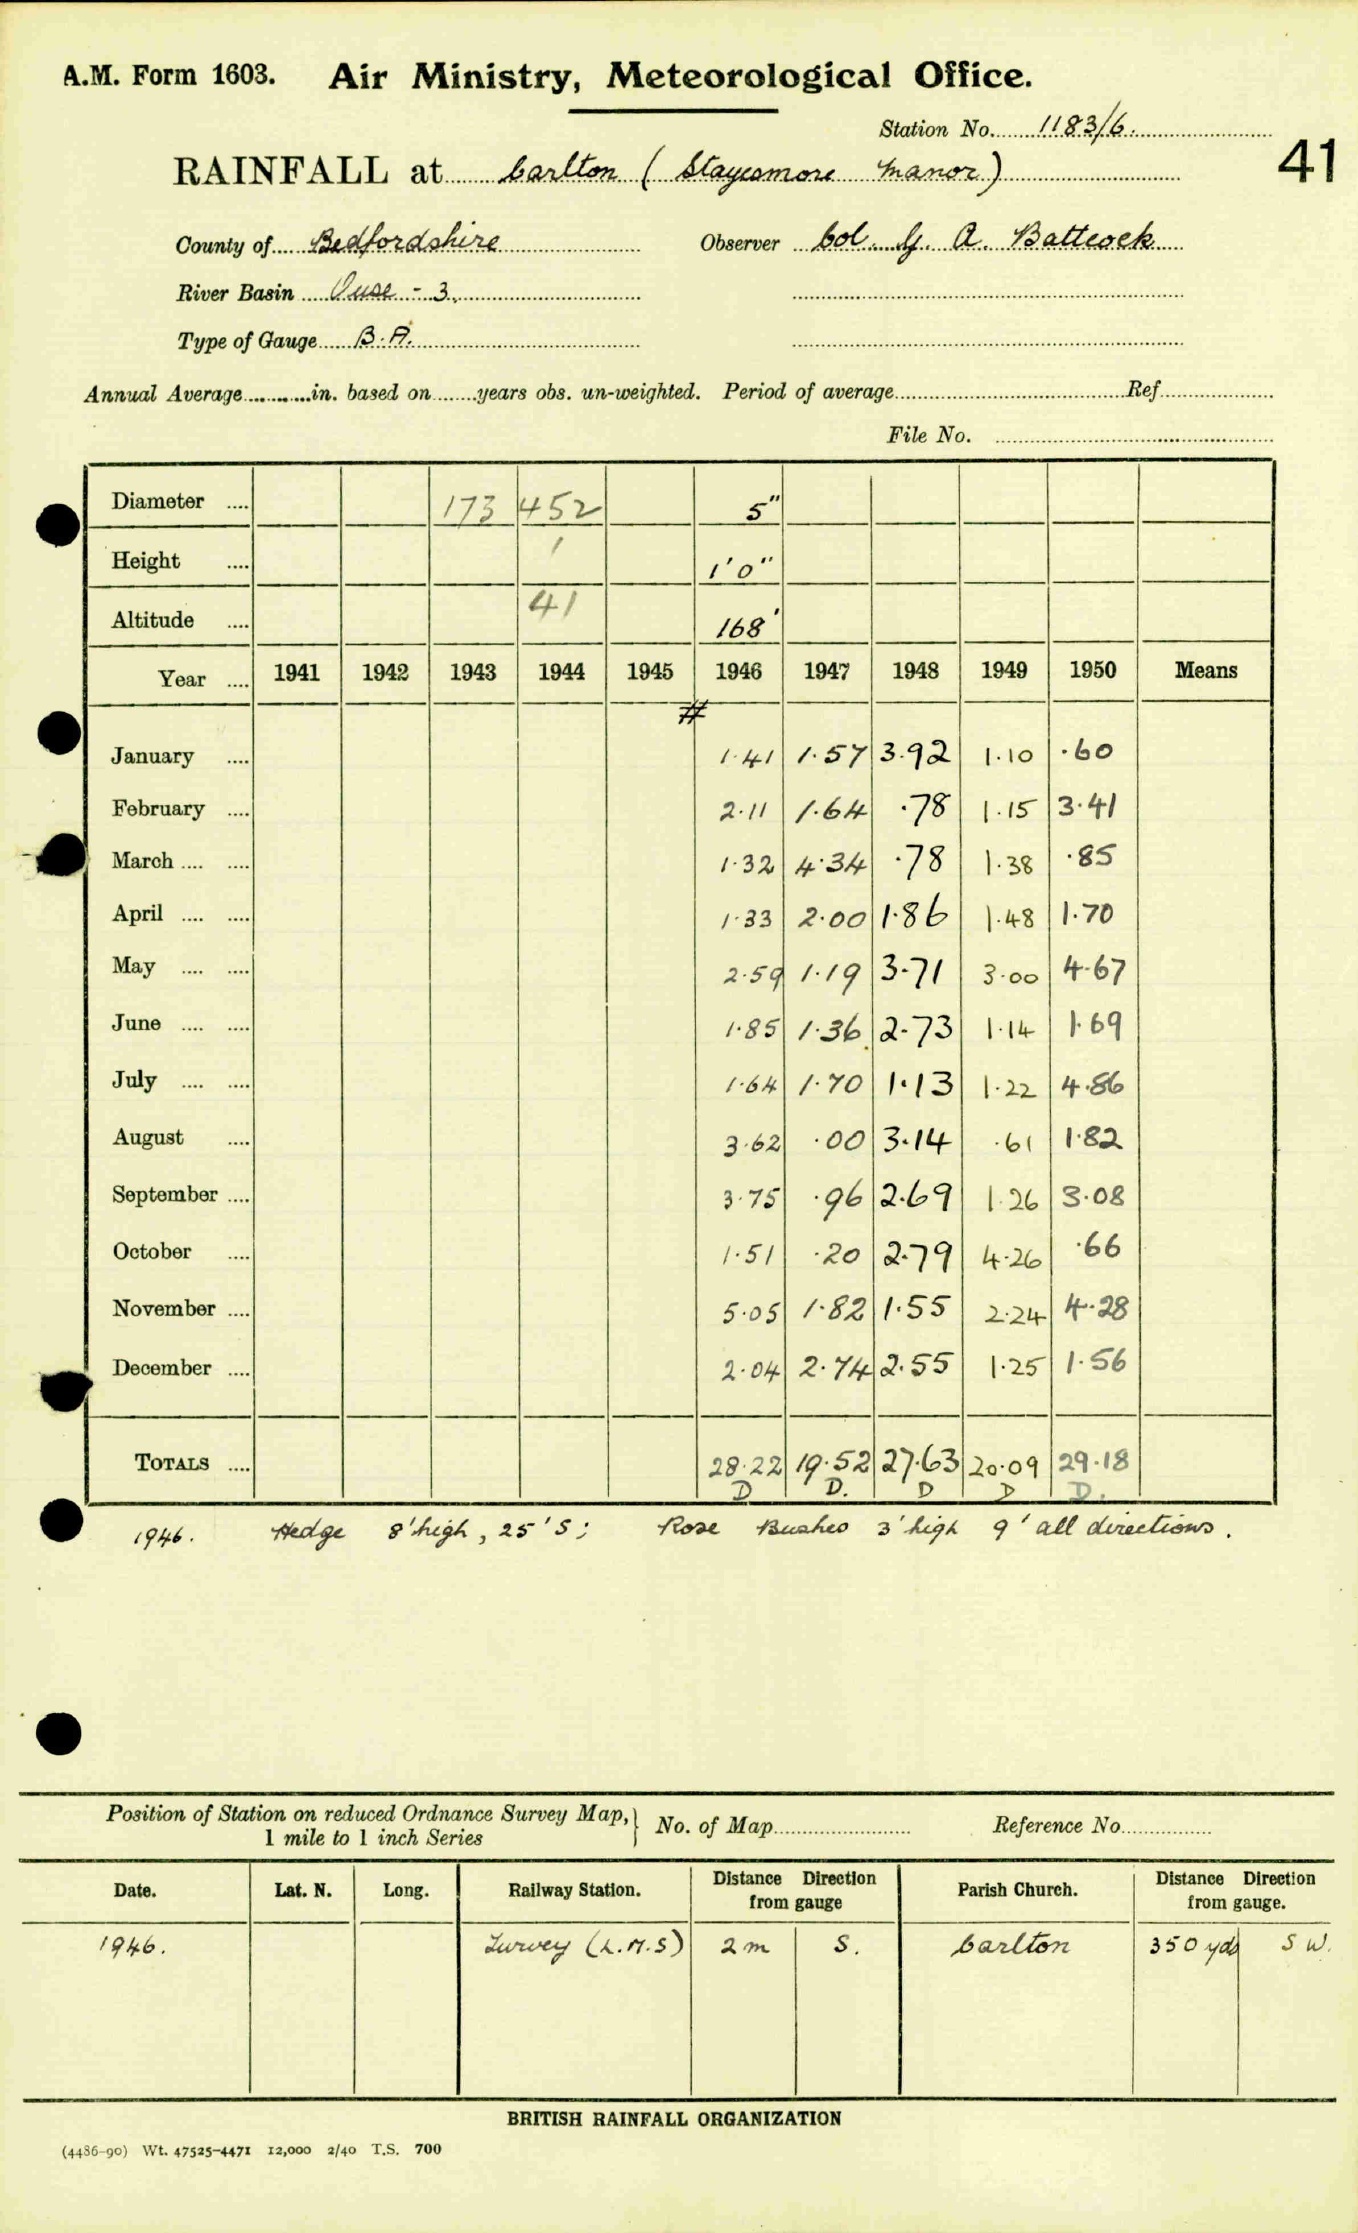 A.M. Form 1603. Air Ministry, Meteorological Office.
Station No. 1183/6.
41
RAINFALL at Carlton (Stayesmore Manor)
County of Bedfordshire Observer Col. G. A. Battcock
River Basin Ouse - 3.
Type of Gauge B.A.
Annual Average in. based on years obs. un-weighted. Period of average Ref
File No.
Diameter .... 173 452 5"
Height .... 1 1'0"
Altitude .... 41 168'
Year .... 1941 1942 1943 1944 1945 1946 1947 1948 1949 1950 Means
#
January .... 1.41 1.57 3.92 1.10 .60
February .... 2.11 1.64 .78 1.15 3.41
March .... .... 1.32 4.34 .78 1.38 .85
April .... .... 1.33 2.00 1.86 1.48 1.70
May .... .... 2.59 1.19 3.71 3.00 4.67
June .... .... 1.85 1.36 2.73 1.14 1.69
July .... .... 1.64 1.70 1.13 1.22 4.86
August .... 3.62 .00 3.14 .61 1.82
September .... 3.75 .96 2.69 1.26 3.08
October .... 1.51 .20 2.79 4.26 .66
November .... 5.05 1.82 1.55 2.24 4.28
December .... 2.04 2.74 2.55 1.25 1.56
TOTALS .... 28.22 19.52 27.63 20.09 29.18
D D. D D D.
1946. Hedge 8' high, 25' S; Rose Bushes 3' high 9' all directions.
Position of Station on reduced Ordnance Survey Map, } No. of Map Reference No.
1 mile to 1 inch Series
Date. Lat. N. Long. Railway Station. Distance Direction from gauge Parish Church. Distance Direction from gauge.
1946. Turvey (L.M.S) 2 m S. Carlton 350 yds S W.
BRITISH RAINFALL ORGANIZATION
(4486-90) Wt. 47525-4471 12,000 2/40 T.S. 700